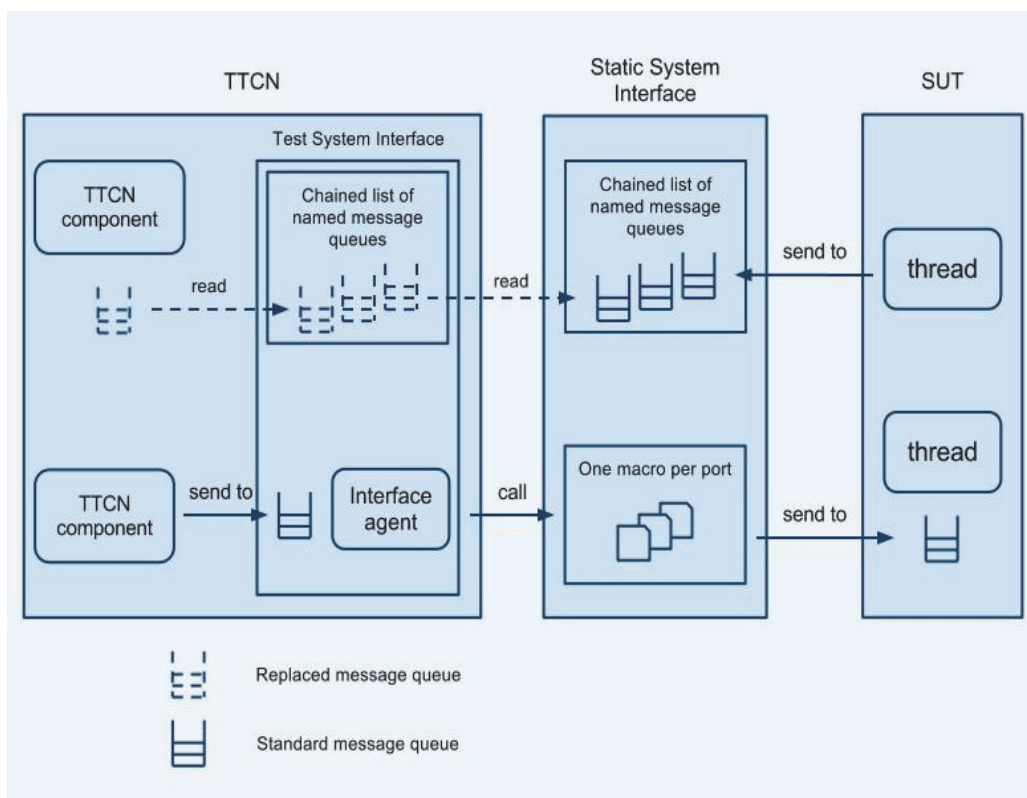 TTCN
Static System
Interface
SUT
Test System Interface
TTCN
component
Chained list of
named message
queues
Chained list of
named message
queues
thread
send to
read
read
thread
TTCN
component
send to
Interface
agent
call
One macro per port
send to
Replaced message queue
Standard message queue